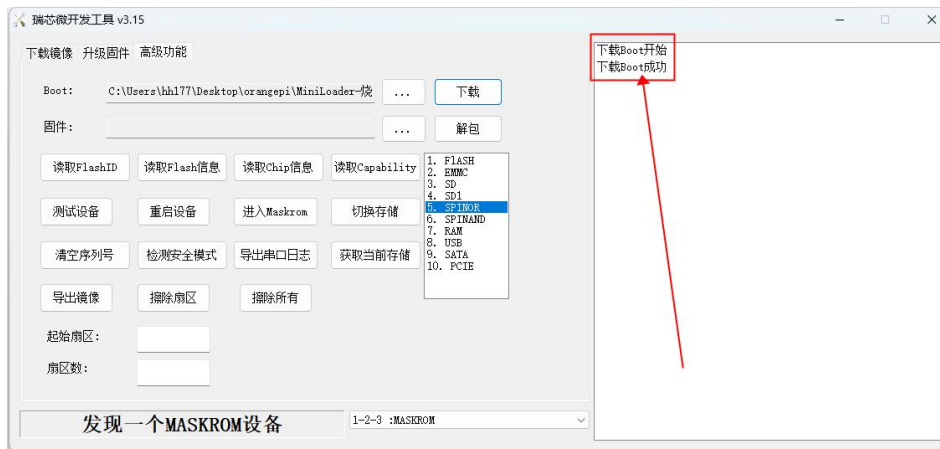 瑞芯微开发工具 v3.15
下载镜像 升级固件 高级功能
Boot: C:\Users\hh177\Desktop\orangepi\MiniLoader-烧 ... 下载
固件: ... 解包
读取FlashID 读取Flash信息 读取Chip信息 读取Capability
测试设备 重启设备 进入Maskrom 切换存储
清空序列号 检测安全模式 导出串口日志 获取当前存储
导出镜像 擦除扇区 擦除所有
起始扇区:
扇区数:
1. FLASH
2. EMMC
3. SD
4. SD1
5. SPINOR
6. SPINAND
7. RAM
8. USB
9. SATA
10. PCIE
发现一个MASKROM设备 1-2-3 :MASKROM
下载Boot开始
下载Boot成功